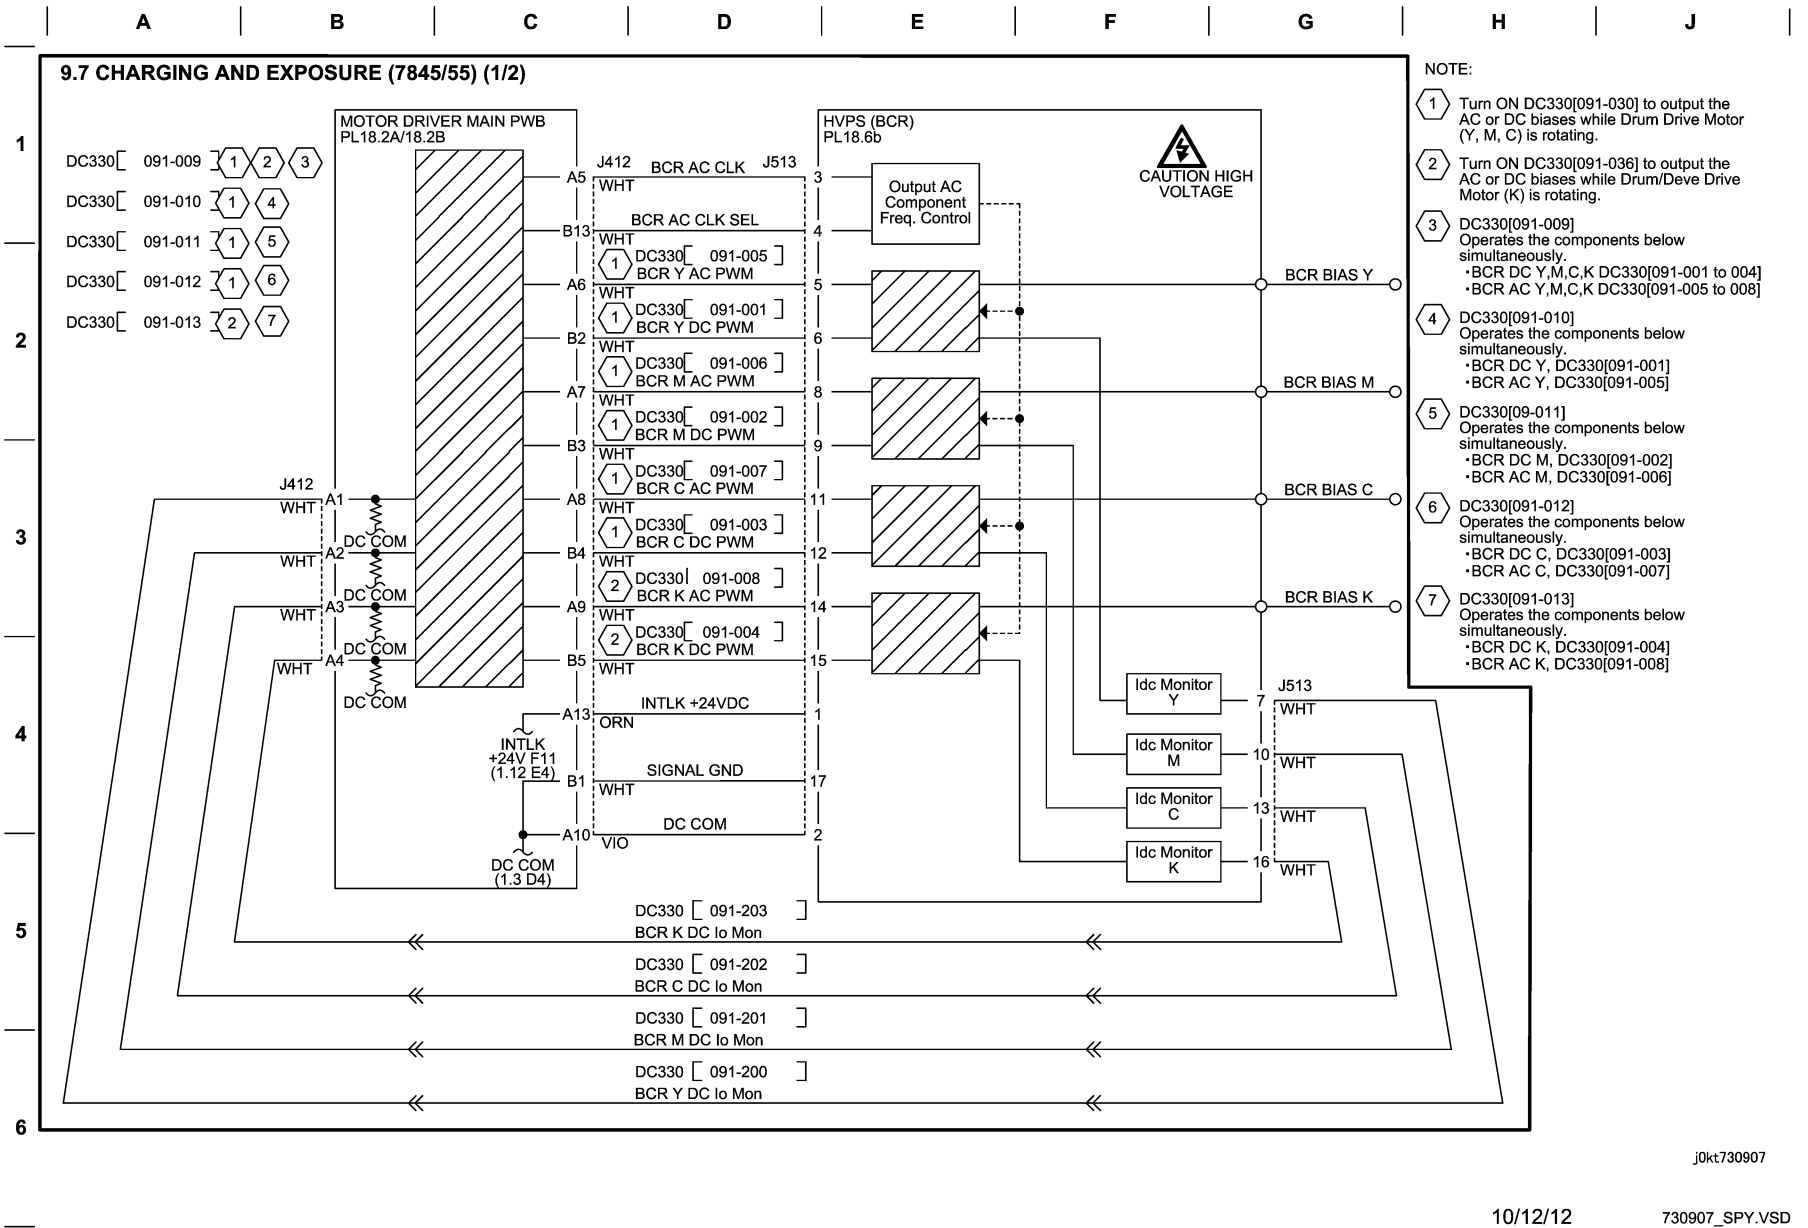 A B C D E F G H J
1
2
3
4
5
6
9.7 CHARGING AND EXPOSURE (7845/55) (1/2)
DC330[ 091-009 ] 1 2 3
DC330[ 091-010 ] 1 4
DC330[ 091-011 ] 1 5
DC330[ 091-012 ] 1 6
DC330[ 091-013 ] 2 7
MOTOR DRIVER MAIN PWB
PL18.2A/18.2B
HVPS (BCR)
PL18.6b
CAUTION HIGH
VOLTAGE
J412
J513
A5 WHT BCR AC CLK 3
B13 WHT BCR AC CLK SEL 4
1 DC330[ 091-005 ]
BCR Y AC PWM
A6 WHT 5
1 DC330[ 091-001 ]
BCR Y DC PWM
B2 WHT 6
1 DC330[ 091-006 ]
BCR M AC PWM
A7 WHT 8
1 DC330[ 091-002 ]
BCR M DC PWM
B3 WHT 9
1 DC330[ 091-007 ]
BCR C AC PWM
A8 WHT 11
1 DC330[ 091-003 ]
BCR C DC PWM
B4 WHT 12
2 DC330| 091-008 ]
BCR K AC PWM
A9 WHT 14
2 DC330[ 091-004 ]
BCR K DC PWM
B5 WHT 15
A13 ORN INTLK +24VDC 1
B1 WHT SIGNAL GND 17
A10 VIO DC COM 2
INTLK
+24V F11
(1.12 E4)
DC COM
(1.3 D4)
J412
A1 WHT
DC COM
A2 WHT
DC COM
A3 WHT
DC COM
A4 WHT
DC COM
Output AC
Component
Freq. Control
BCR BIAS Y
BCR BIAS M
BCR BIAS C
BCR BIAS K
J513
Idc Monitor
Y
7 WHT
Idc Monitor
M
10 WHT
Idc Monitor
C
13 WHT
Idc Monitor
K
16 WHT
DC330 [ 091-203 ]
BCR K DC Io Mon
DC330 [ 091-202 ]
BCR C DC Io Mon
DC330 [ 091-201 ]
BCR M DC Io Mon
DC330 [ 091-200 ]
BCR Y DC Io Mon
NOTE:
1 Turn ON DC330[091-030] to output the
AC or DC biases while Drum Drive Motor
(Y, M, C) is rotating.
2 Turn ON DC330[091-036] to output the
AC or DC biases while Drum/Deve Drive
Motor (K) is rotating.
3 DC330[091-009]
Operates the components below
simultaneously.
・BCR DC Y,M,C,K DC330[091-001 to 004]
・BCR AC Y,M,C,K DC330[091-005 to 008]
4 DC330[091-010]
Operates the components below
simultaneously.
・BCR DC Y, DC330[091-001]
・BCR AC Y, DC330[091-005]
5 DC330[09-011]
Operates the components below
simultaneously.
・BCR DC M, DC330[091-002]
・BCR AC M, DC330[091-006]
6 DC330[091-012]
Operates the components below
simultaneously.
・BCR DC C, DC330[091-003]
・BCR AC C, DC330[091-007]
7 DC330[091-013]
Operates the components below
simultaneously.
・BCR DC K, DC330[091-004]
・BCR AC K, DC330[091-008]
j0kt730907
10/12/12
730907_SPY.VSD